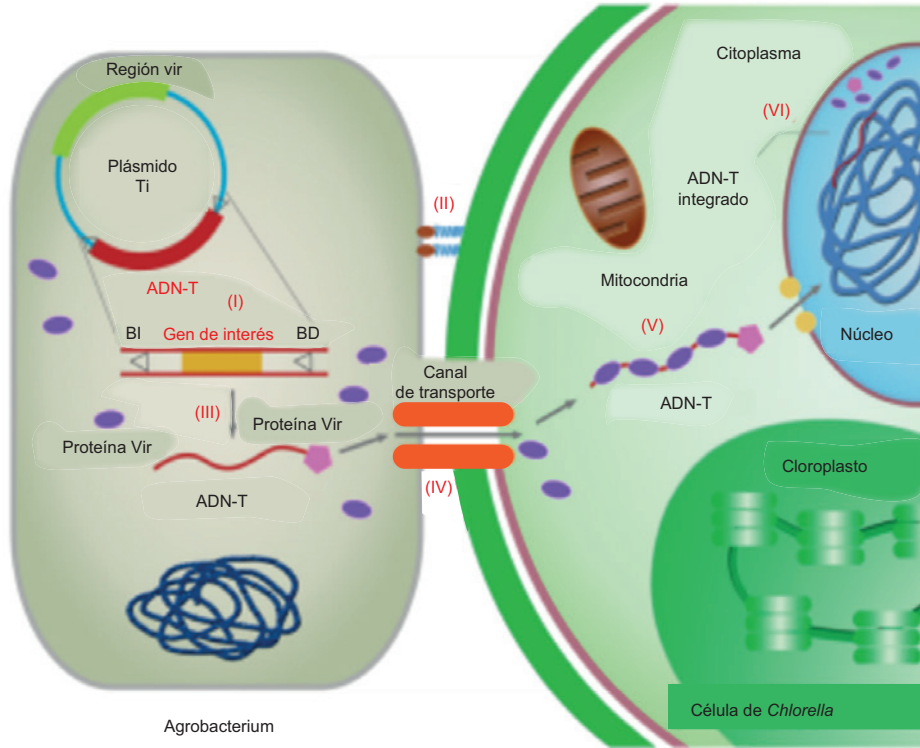 Región vir
Plásmido
Ti
ADN-T
(I)
BI
Gen de interés
BD
(III)
Proteína Vir
Proteína Vir
ADN-T
Agrobacterium
(II)
Canal
de transporte
(IV)
Citoplasma
(VI)
ADN-T
integrado
Mitocondria
(V)
Núcleo
ADN-T
Cloroplasto
Célula de Chlorella